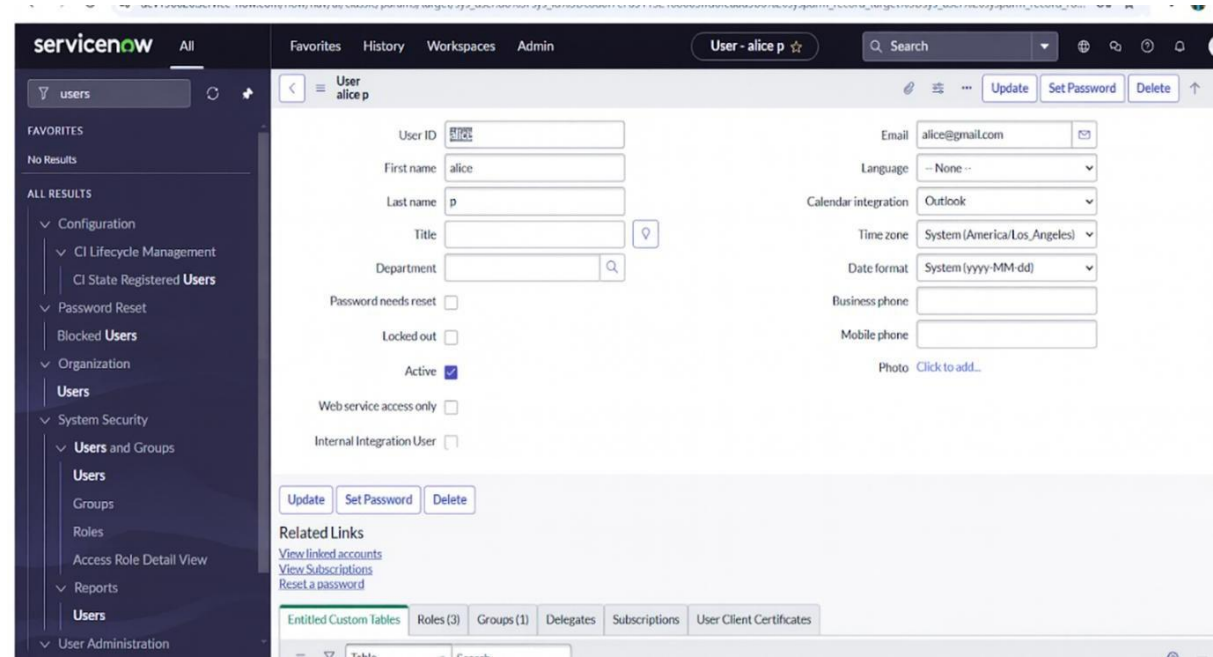 servicenow All Favorites History Workspaces Admin User - alice p Search
users
User
alice p
Update Set Password Delete
FAVORITES
No Results
ALL RESULTS
Configuration
CI Lifecycle Management
CI State Registered Users
Password Reset
Blocked Users
Organization
Users
System Security
Users and Groups
Users
Groups
Roles
Access Role Detail View
Reports
Users
User Administration
User ID alice
First name alice
Last name p
Title
Department
Password needs reset
Locked out
Active
Web service access only
Internal Integration User
Email alice@gmail.com
Language -- None --
Calendar integration Outlook
Time zone System (America/Los_Angeles)
Date format System (yyyy-MM-dd)
Business phone
Mobile phone
Photo Click to add...
Update Set Password Delete
Related Links
View linked accounts
View Subscriptions
Reset a password
Entitled Custom Tables Roles (3) Groups (1) Delegates Subscriptions User Client Certificates